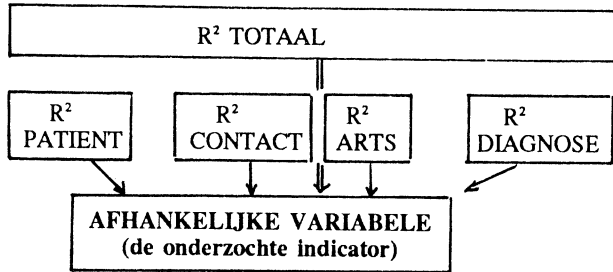 R² TOTAAL
R² R² R² R²
PATIENT CONTACT ARTS DIAGNOSE
AFHANKELIJKE VARIABELE
(de onderzochte indicator)